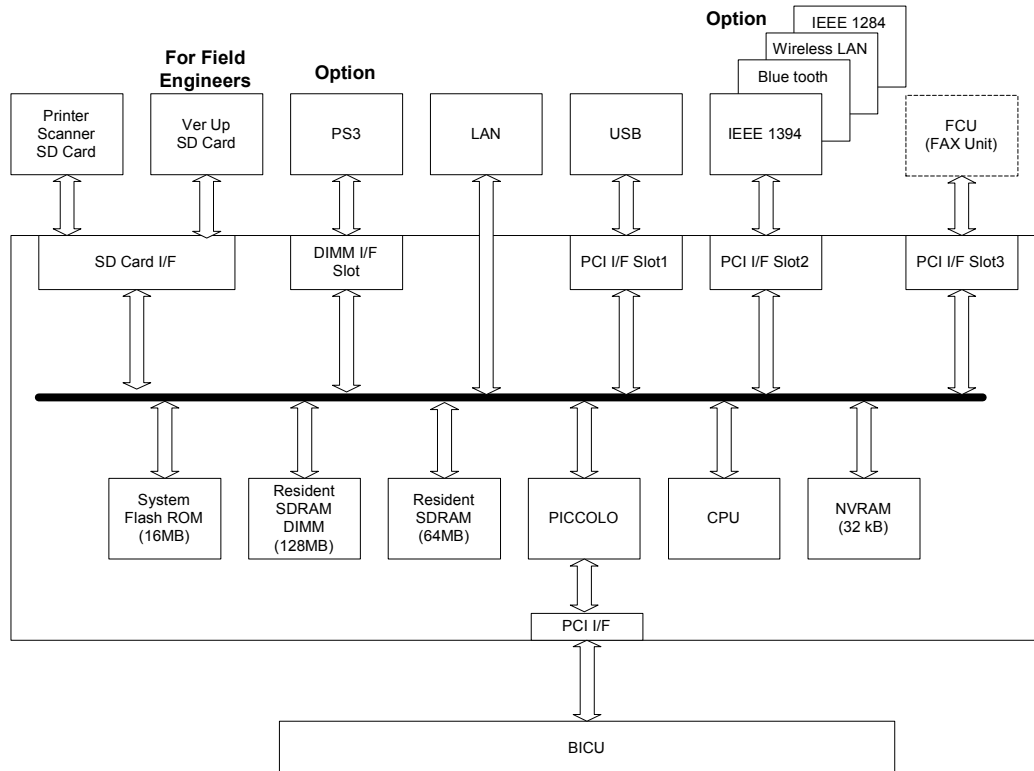 Option
IEEE 1284
Wireless LAN
Blue tooth
IEEE 1394
For Field
Engineers
Option
Printer
Scanner
SD Card
Ver Up
SD Card
PS3
LAN
USB
FCU
(FAX Unit)
SD Card I/F
DIMM I/F
Slot
PCI I/F Slot1
PCI I/F Slot2
PCI I/F Slot3
System
Flash ROM
(16MB)
Resident
SDRAM
DIMM
(128MB)
Resident
SDRAM
(64MB)
PICCOLO
CPU
NVRAM
(32 kB)
PCI I/F
BICU